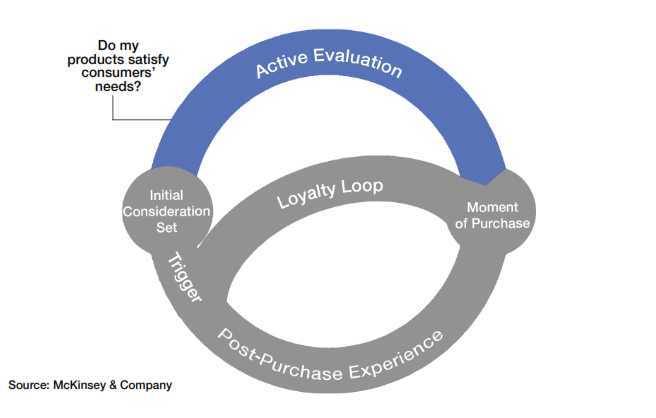 Do my
products satisfy
consumers'
needs?
Active Evaluation
Loyalty Loop
Initial
Consideration
Set
Moment
of Purchase
Trigger
Post-Purchase Experience
Source: McKinsey & Company